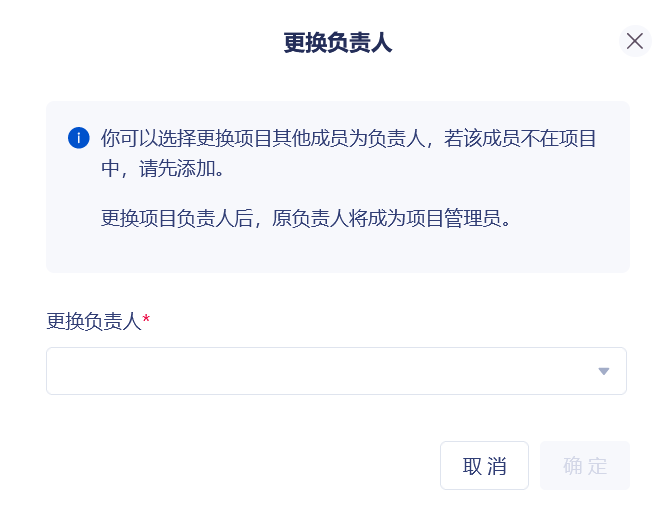 更换负责人
你可以选择更换项目其他成员为负责人，若该成员不在项目
中，请先添加。
更换项目负责人后，原负责人将成为项目管理员。
更换负责人*
取 消
确 定